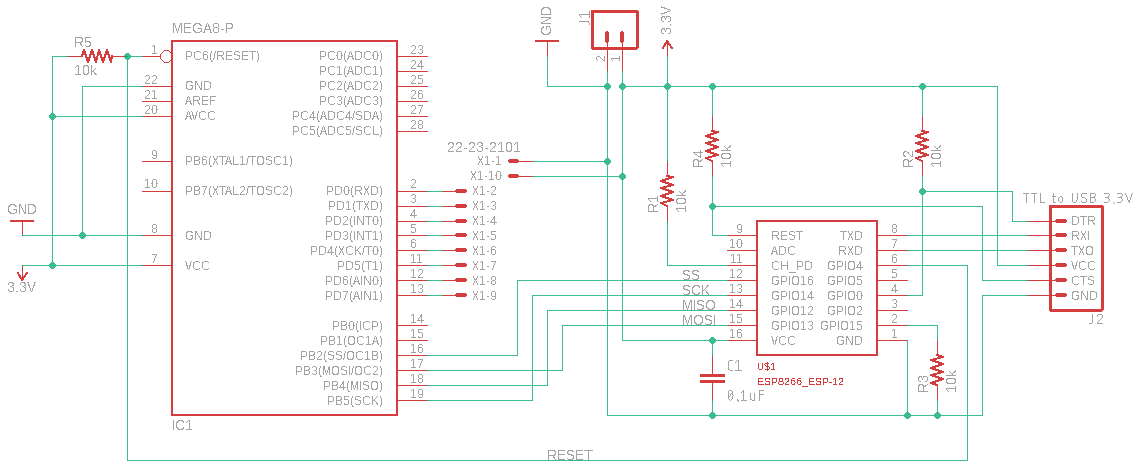 MEGA8-P
R5
10k
1 PC6(/RESET)
22 GND
21 AREF
20 AVCC
9 PB6(XTAL1/TOSC1)
10 PB7(XTAL2/TOSC2)
8 GND
7 VCC
GND
3.3V
PC0(ADC0) 23
PC1(ADC1) 24
PC2(ADC2) 25
PC3(ADC3) 26
PC4(ADC4/SDA) 27
PC5(ADC5/SCL) 28
PD0(RXD) 2
PD1(TXD) 3
PD2(INT0) 4
PD3(INT1) 5
PD4(XCK/T0) 6
PD5(T1) 11
PD6(AIN0) 12
PD7(AIN1) 13
PB0(ICP) 14
PB1(OC1A) 15
PB2(SS/OC1B) 16
PB3(MOSI/OC2) 17
PB4(MISO) 18
PB5(SCK) 19
IC1
22-23-2101
X1-1
X1-10
X1-2
X1-3
X1-4
X1-5
X1-6
X1-7
X1-8
X1-9
GND
J1
2
1
3.3V
R4
10k
R1
10k
R2
10k
SS
SCK
MISO
MOSI
9 REST
10 ADC
11 CH_PD
12 GPIO16
13 GPIO14
14 GPIO12
15 GPIO13
16 VCC
TXD 8
RXD 7
GPIO4 6
GPIO5 5
GPIO0 4
GPIO2 3
GPIO15 2
GND 1
U$1
ESP8266_ESP-12
C1
0,1uF
R3
10k
TTL to USB 3.3V
DTR
RXI
TXO
VCC
CTS
GND
J2
RESET